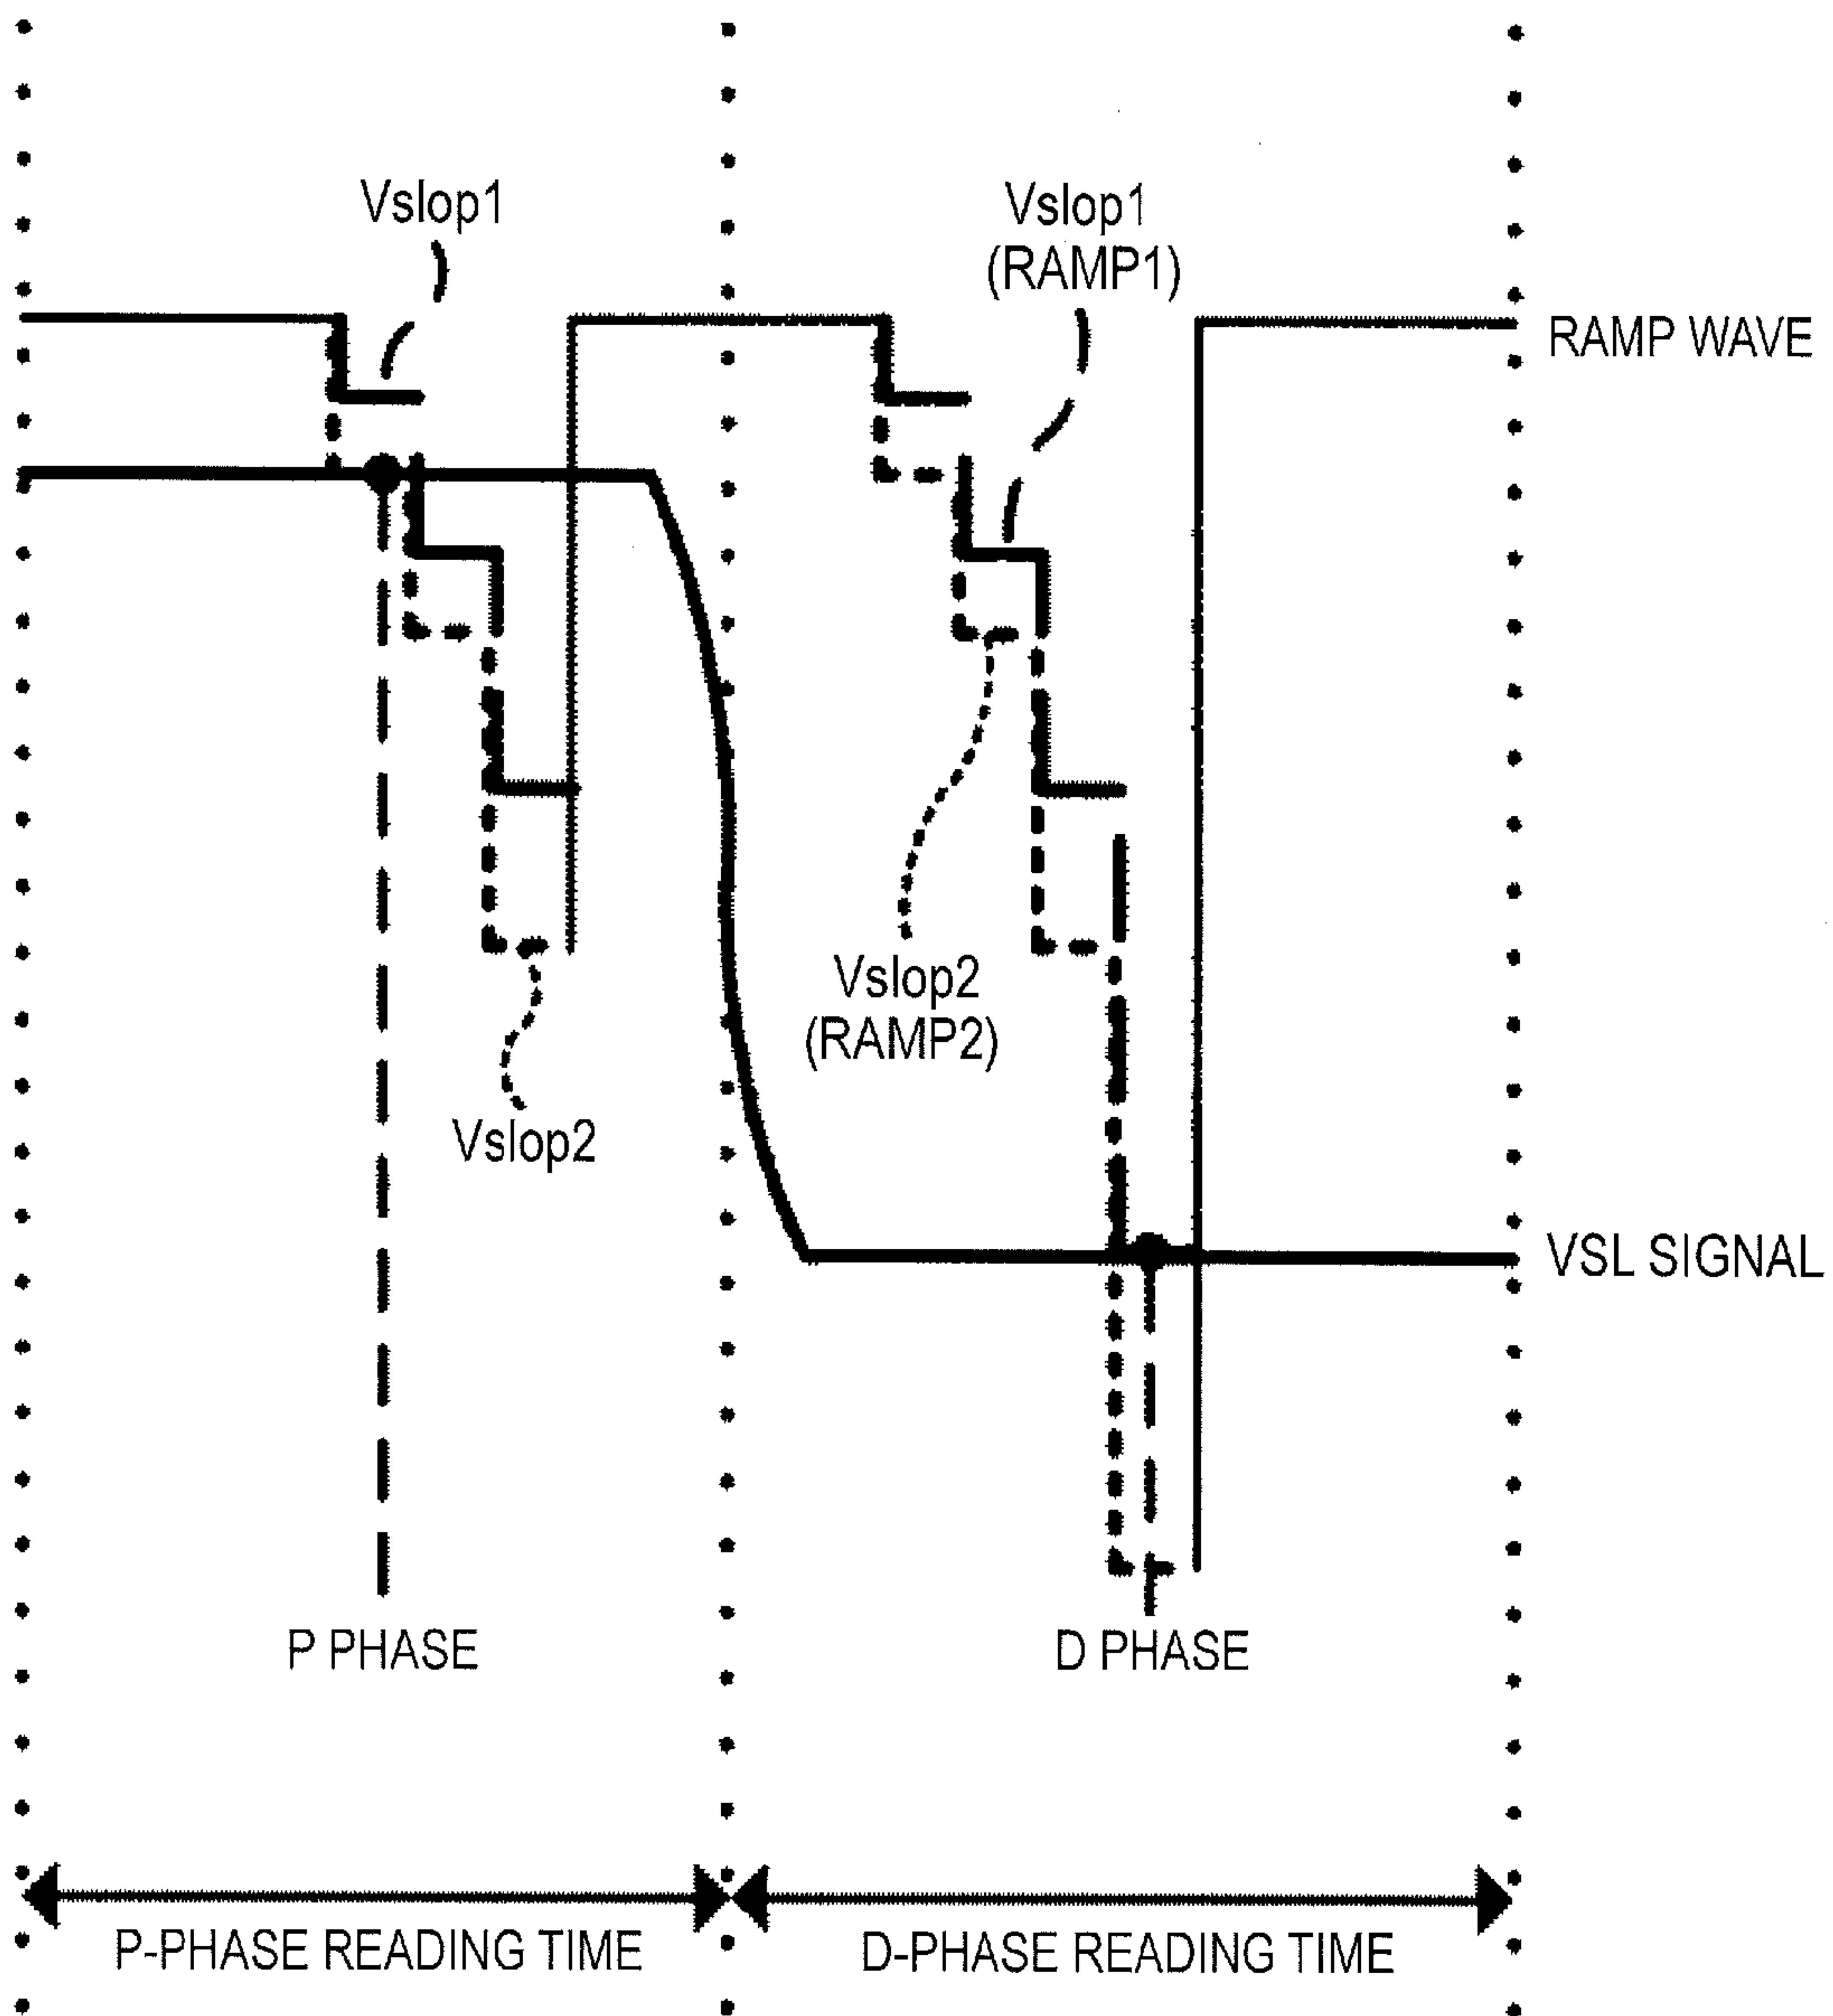 Vslop1
Vslop1
(RAMP1)
RAMP WAVE
Vslop2
(RAMP2)
Vslop2
VSL SIGNAL
P PHASE
D PHASE
P-PHASE READING TIME
D-PHASE READING TIME